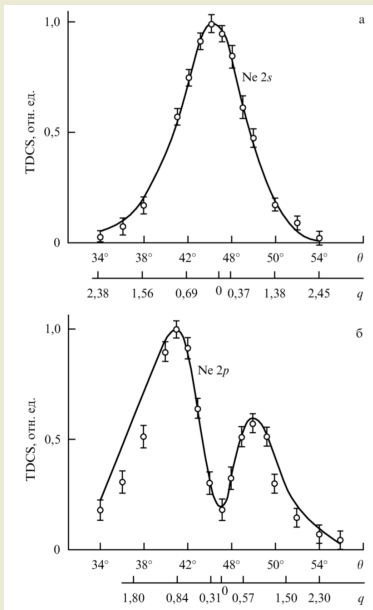 а
1,0
Ne 2s
TDCS, отн. ед.
0,5
0
34° 38° 42° 48° 50° 54° θ
2,38 1,56 0,69 0 0,37 1,38 2,45 q
б
1,0
Ne 2p
TDCS, отн. ед.
0,5
0
34° 38° 42° 48° 50° 54° θ
1,80 0,84 0,31 0 0,57 1,50 2,30 q